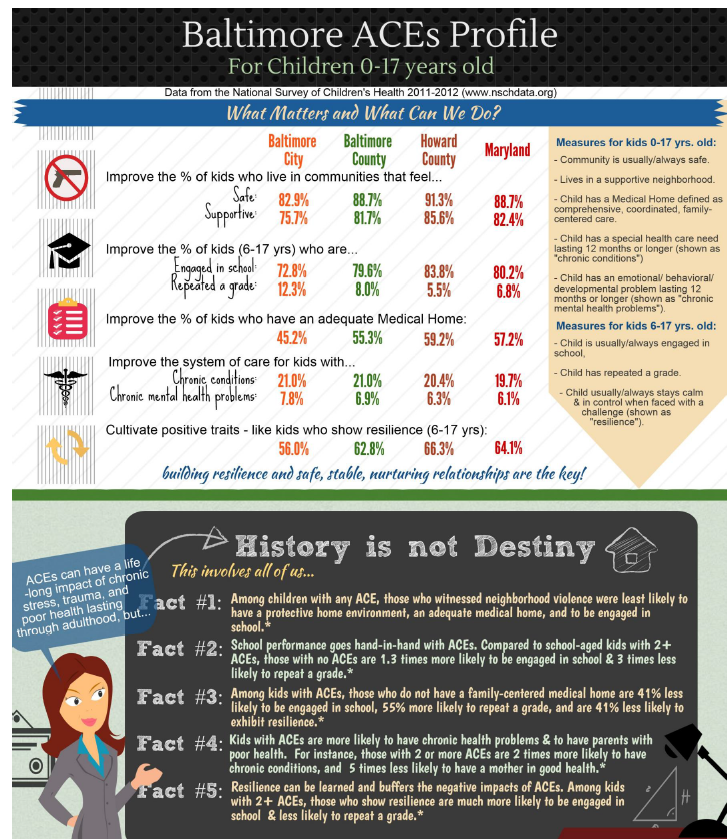 Baltimore ACEs Profile
For Children 0-17 years old
Data from the National Survey of Children's Health 2011-2012 (www.nschdata.org)
What Matters and What Can We Do?
Baltimore City
Baltimore County
Howard County
Maryland
Improve the % of kids who live in communities that feel...
Safe: 82.9% 88.7% 91.3% 88.7%
Supportive: 75.7% 81.7% 85.6% 82.4%
Improve the % of kids (6-17 yrs) who are...
Engaged in school: 72.8% 79.6% 83.8% 80.2%
Repeated a grade: 12.3% 8.0% 5.5% 6.8%
Improve the % of kids who have an adequate Medical Home:
45.2% 55.3% 59.2% 57.2%
Improve the system of care for kids with...
Chronic conditions: 21.0% 21.0% 20.4% 19.7%
Chronic mental health problems: 7.8% 6.9% 6.3% 6.1%
Cultivate positive traits - like kids who show resilience (6-17 yrs):
56.0% 62.8% 66.3% 64.1%
building resilience and safe, stable, nurturing relationships are the key!
Measures for kids 0-17 yrs. old:
- Community is usually/always safe.
- Lives in a supportive neighborhood.
- Child has a Medical Home defined as
comprehensive, coordinated, family-
centered care.
- Child has a special health care need
lasting 12 months or longer (shown as
"chronic conditions")
- Child has an emotional/ behavioral/
developmental problem lasting 12
months or longer (shown as "chronic
mental health problems").
Measures for kids 6-17 yrs. old:
- Child is usually/always engaged in
school,
- Child has repeated a grade.
- Child usually/always stays calm
& in control when faced with a
challenge (shown as
"resilience").
History is not Destiny
This involves all of us...
ACEs can have a life
-long impact of chronic
stress, trauma, and
poor health lasting
through adulthood, but...
Fact #1: Among children with any ACE, those who witnessed neighborhood violence were least likely to
have a protective home environment, an adequate medical home, and to be engaged in
school.*
Fact #2: School performance goes hand-in-hand with ACEs. Compared to school-aged kids with 2+
ACEs, those with no ACEs are 1.3 times more likely to be engaged in school & 3 times less
likely to repeat a grade.*
Fact #3: Among kids with ACEs, those who do not have a family-centered medical home are 41% less
likely to be engaged in school, 55% more likely to repeat a grade, and are 41% less likely to
exhibit resilience.*
Fact #4: Kids with ACEs are more likely to have chronic health problems & to have parents with
poor health. For instance, those with 2 or more ACEs are 2 times more likely to have
chronic conditions, and 5 times less likely to have a mother in good health.*
Fact #5: Resilience can be learned and buffers the negative impacts of ACEs. Among kids
with 2+ ACEs, those who show resilience are much more likely to be engaged in
school & less likely to repeat a grade.*
H